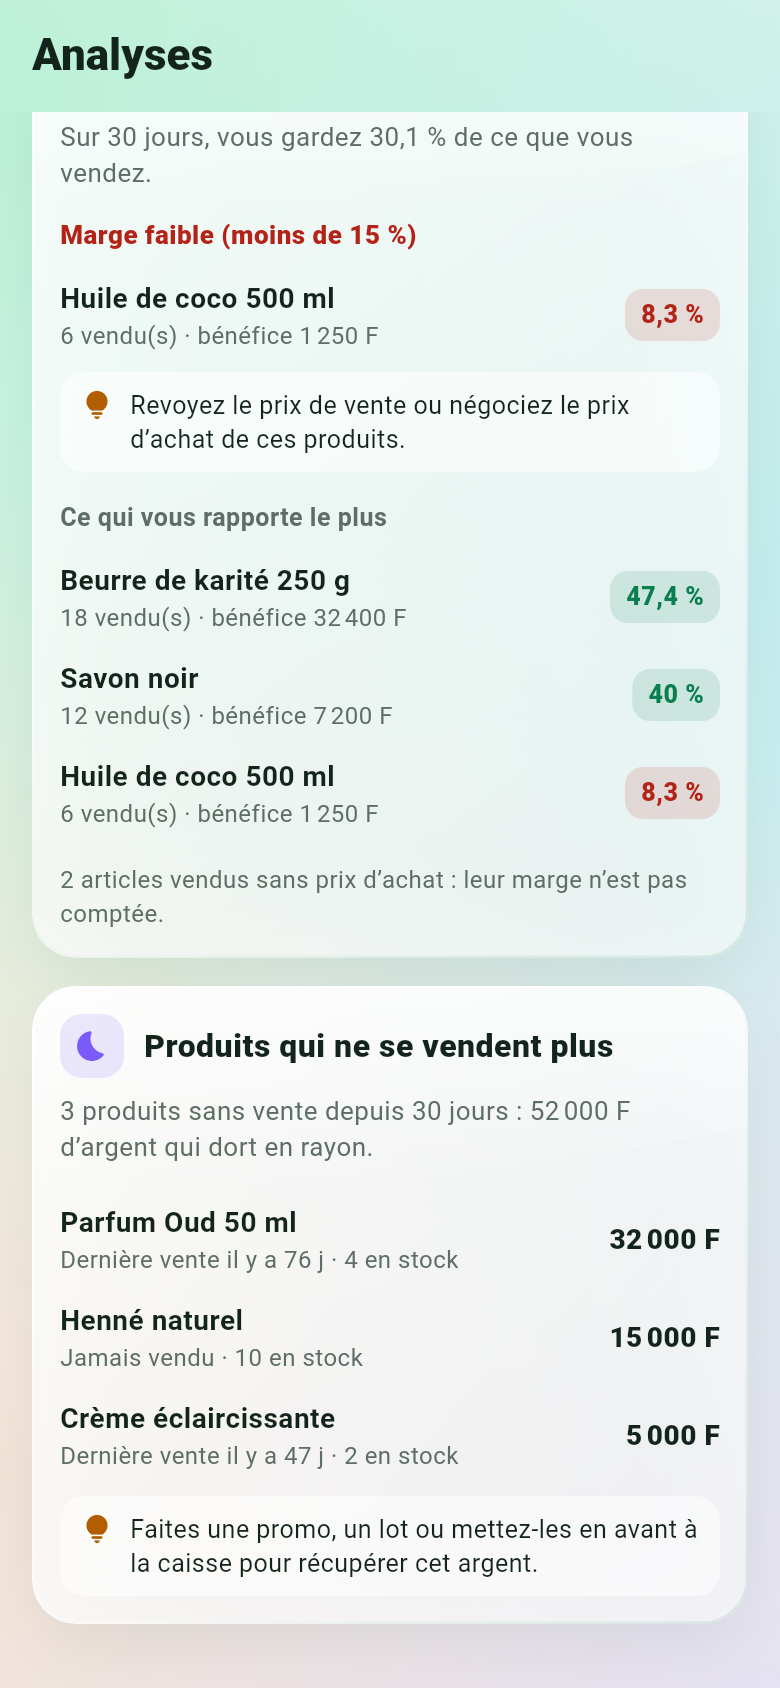 Analyses
Sur 30 jours, vous gardez 30,1 % de ce que vous
vendez.
Marge faible (moins de 15 %)
Huile de coco 500 ml
8,3 %
6 vendu(s) · bénéfice 1 250 F
Revoyez le prix de vente ou négociez le prix
d’achat de ces produits.
Ce qui vous rapporte le plus
Beurre de karité 250 g
47,4 %
18 vendu(s) · bénéfice 32 400 F
Savon noir
40 %
12 vendu(s) · bénéfice 7 200 F
Huile de coco 500 ml
8,3 %
6 vendu(s) · bénéfice 1 250 F
2 articles vendus sans prix d’achat : leur marge n’est pas
comptée.
Produits qui ne se vendent plus
3 produits sans vente depuis 30 jours : 52 000 F
d’argent qui dort en rayon.
Parfum Oud 50 ml
32 000 F
Dernière vente il y a 76 j · 4 en stock
Henné naturel
15 000 F
Jamais vendu · 10 en stock
Crème éclaircissante
5 000 F
Dernière vente il y a 47 j · 2 en stock
Faites une promo, un lot ou mettez-les en avant à
la caisse pour récupérer cet argent.